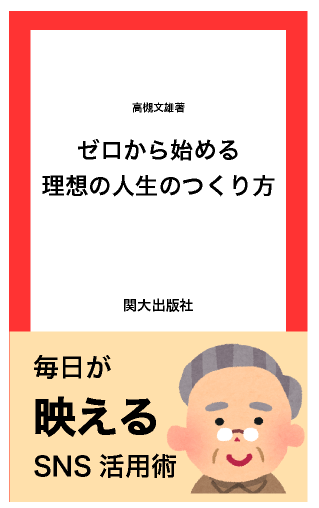 高槻文雄著
ゼロから始める
理想の人生のつくり方
関大出版社
毎日が
映える
SNS 活用術